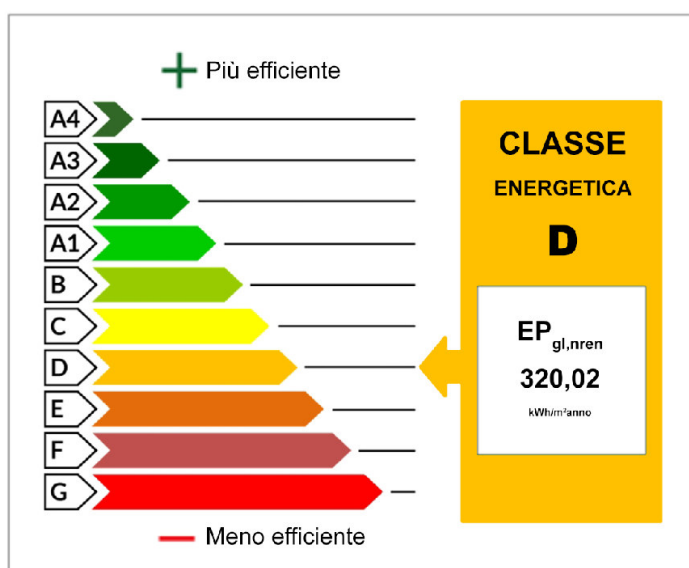 Più efficiente
A4
A3
A2
A1
B
C
D
E
F
G
Meno efficiente
CLASSE
ENERGETICA
D
EPgl,nren
320,02
kWh/m²anno